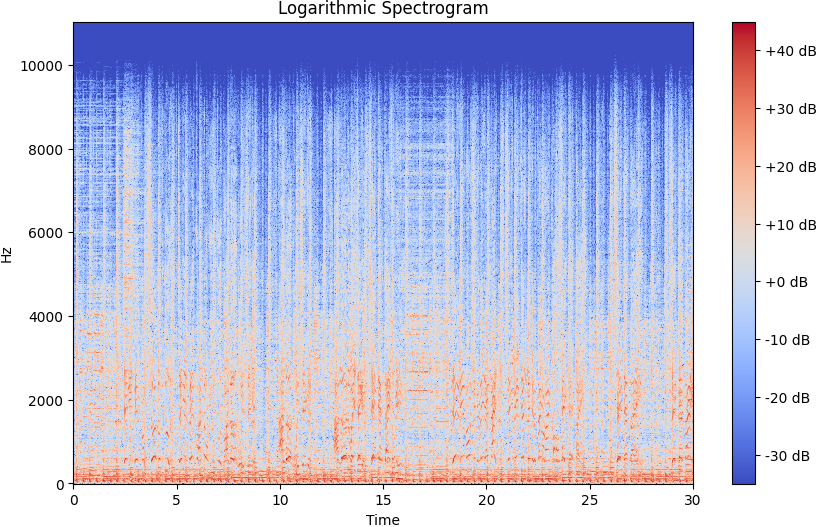 Logarithmic Spectrogram
Hz
10000
8000
6000
4000
2000
0
0 5 10 15 20 25 30
Time
+40 dB
+30 dB
+20 dB
+10 dB
+0 dB
-10 dB
-20 dB
-30 dB